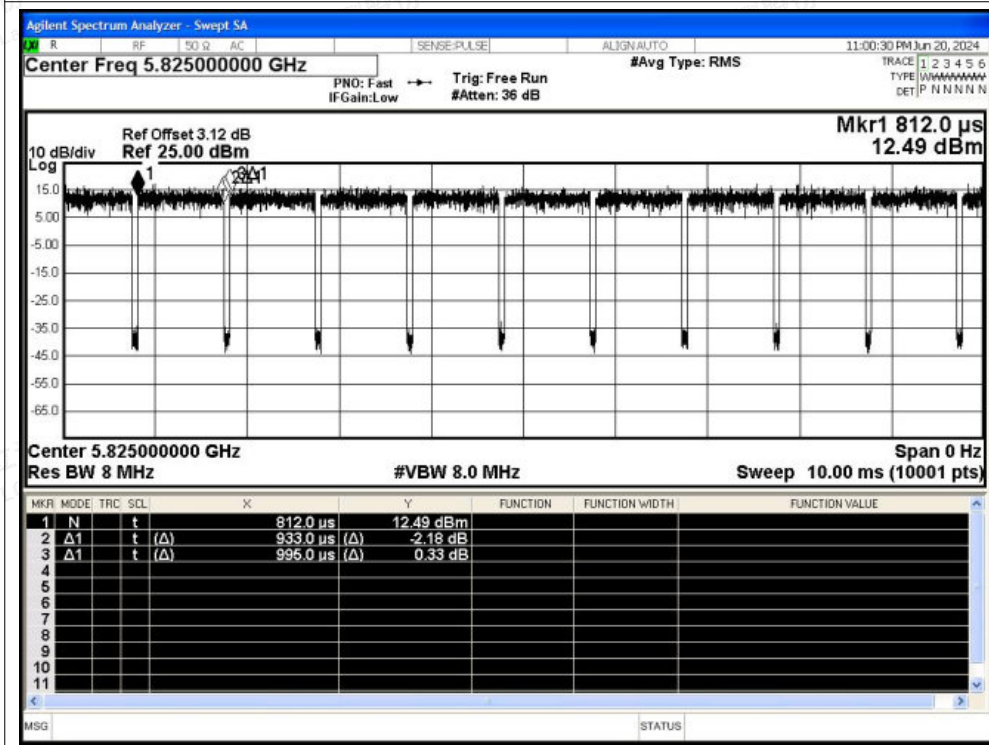 Agilent Spectrum Analyzer - Swept SA
LXI R RF 50 Ω AC SENSE:PULSE ALIGN AUTO 11:00:30 PM Jun 20, 2024
Center Freq 5.825000000 GHz #Avg Type: RMS TRACE 1 2 3 4 5 6
PNO: Fast Trig: Free Run TYPE WWWWWW
IFGain:Low #Atten: 36 dB DET P N N N N N
Mkr1 812.0 µs
Ref Offset 3.12 dB
10 dB/div Ref 25.00 dBm 12.49 dBm
Log
1 2Δ1 3Δ1
15.0
5.00
-5.00
-15.0
-25.0
-35.0
-45.0
-55.0
-65.0
Center 5.825000000 GHz Span 0 Hz
Res BW 8 MHz #VBW 8.0 MHz Sweep 10.00 ms (10001 pts)
MKR MODE TRC SCL X Y FUNCTION FUNCTION WIDTH FUNCTION VALUE
1 N t 812.0 µs 12.49 dBm
2 Δ1 t (Δ) 933.0 µs (Δ) -2.18 dB
3 Δ1 t (Δ) 995.0 µs (Δ) 0.33 dB
4
5
6
7
8
9
10
11
MSG STATUS